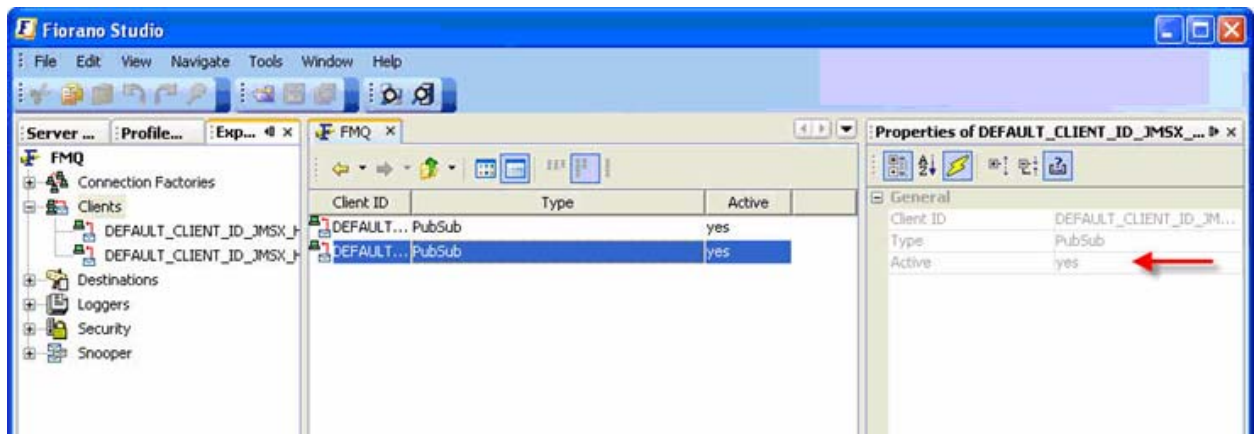 Fiorano Studio
File Edit View Navigate Tools Window Help
Server ... Profile... Exp...
FMQ
Connection Factories
Clients
DEFAULT_CLIENT_ID_JMSX_H
DEFAULT_CLIENT_ID_JMSX_H
Destinations
Loggers
Security
Snooper
FMQ
Client ID Type Active
DEFAULT... PubSub yes
DEFAULT... PubSub yes
Properties of DEFAULT_CLIENT_ID_JMSX_...
General
Client ID DEFAULT_CLIENT_ID_JM...
Type PubSub
Active yes